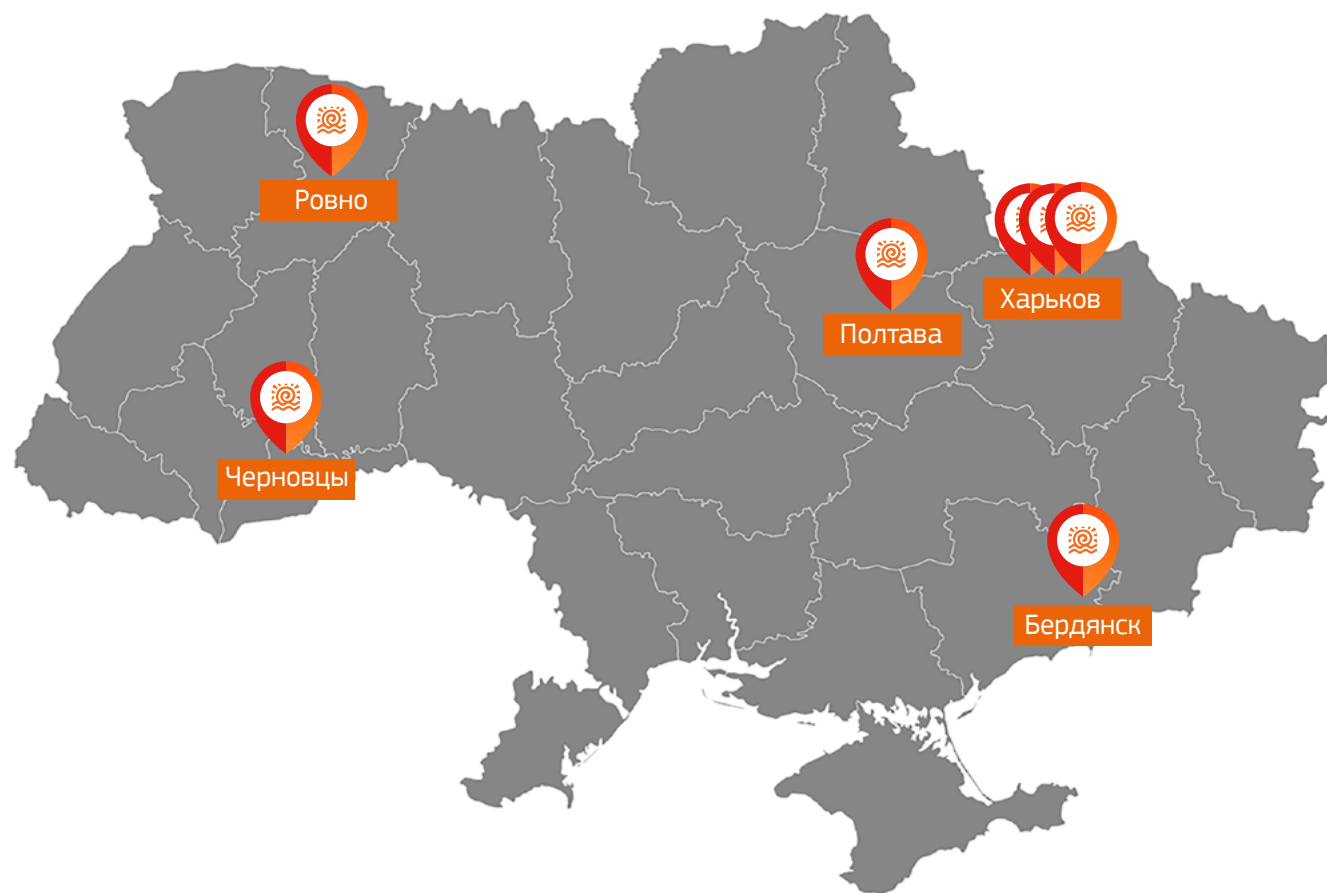 Ровно
Харьков
Полтава
Черновцы
Бердянск